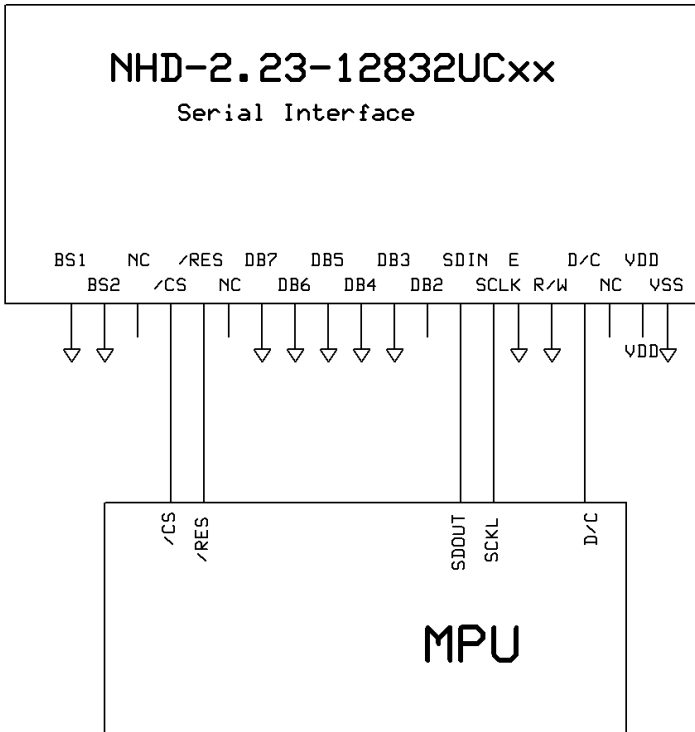 NHD-2.23-12832UCxx
Serial Interface
BS1 NC /RES DB7 DB5 DB3 SDIN E D/C VDD
BS2 /CS NC DB6 DB4 DB2 SCLK R/W NC VSS
VDD
/CS /RES SDOUT SCKL D/C
MPU